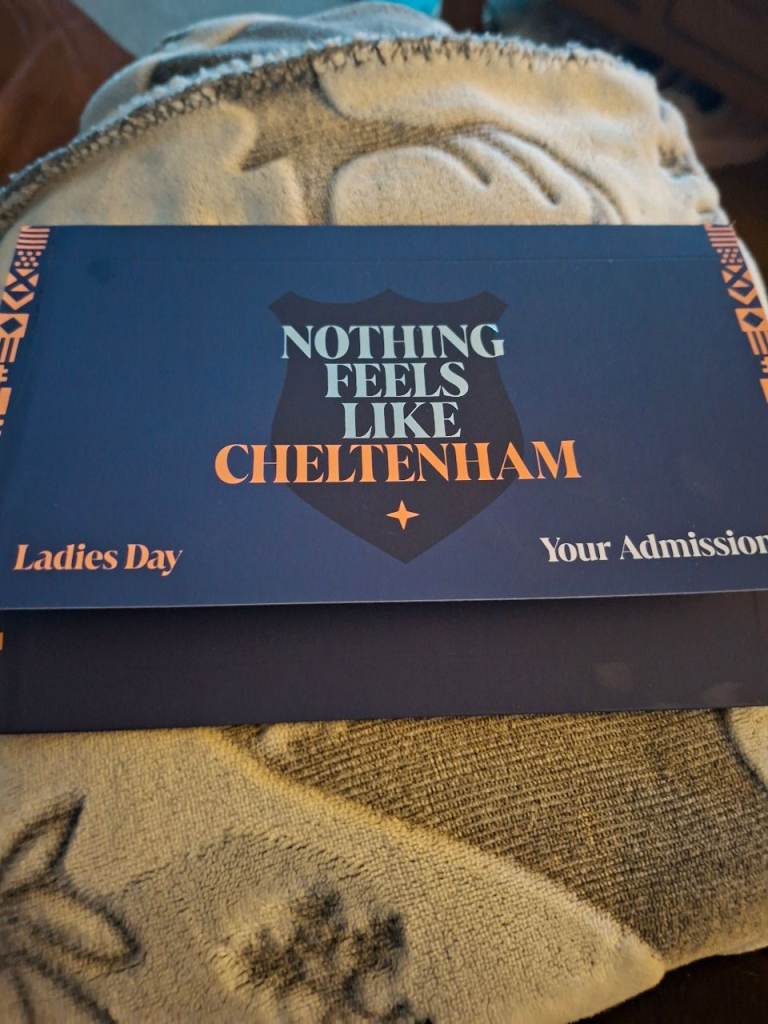 NOTHING
FEELS
LIKE
CHELTENHAM
Ladies Day
Your Admission